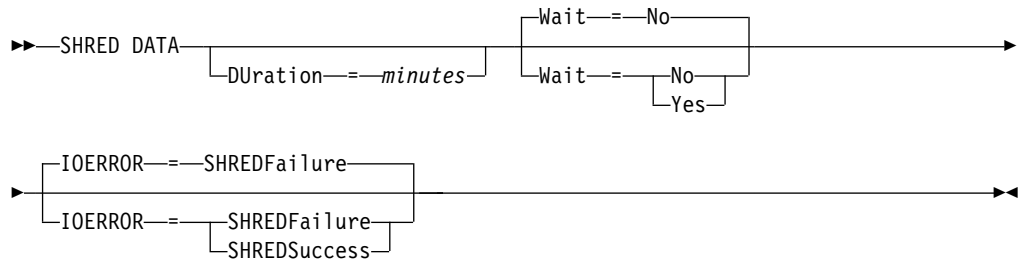 Wait = No
SHRED DATA
DUration = minutes
Wait = No
Yes
IOERROR = SHREDFailure
IOERROR = SHREDFailure
SHREDSuccess